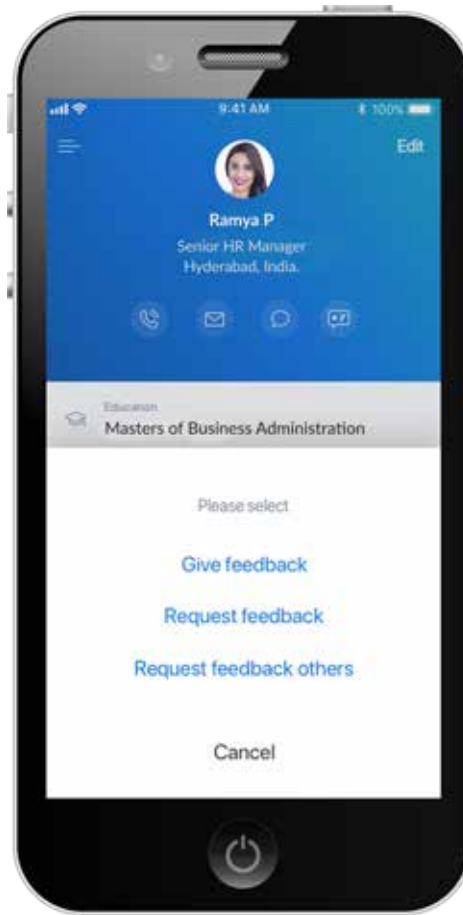 9:41 AM
100%
Edit
Ramya P
Senior HR Manager
Hyderabad, India.
Education
Masters of Business Administration
Please select
Give feedback
Request feedback
Request feedback others
Cancel